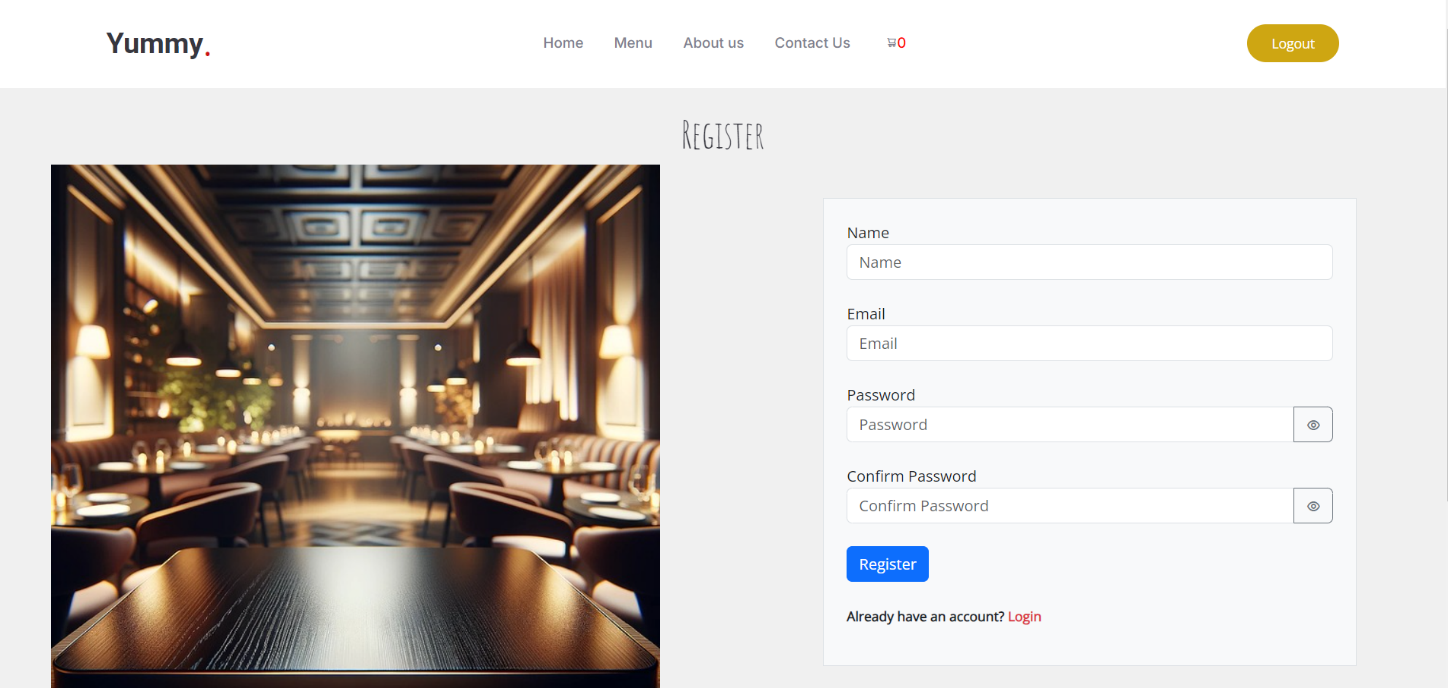 Yummy.
Home Menu About us Contact Us 0
Logout
Register
Name
Name
Email
Email
Password
Password
Confirm Password
Confirm Password
Register
Already have an account? Login